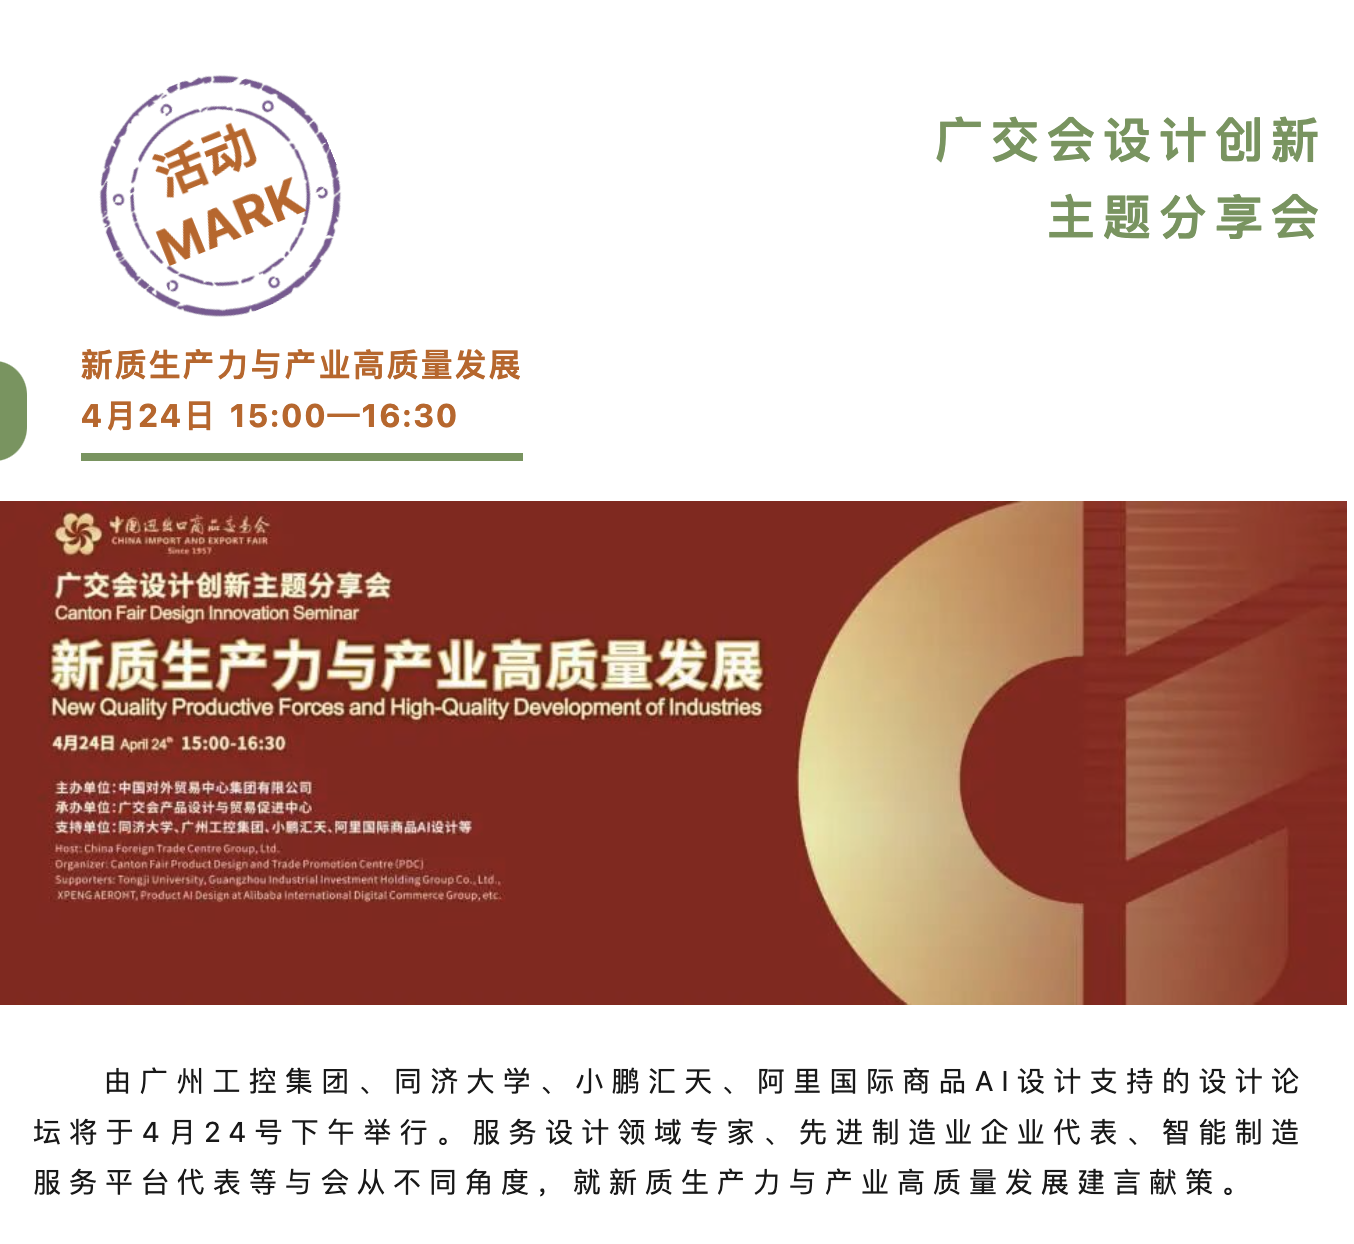 活动
MARK
广交会设计创新
主题分享会
新质生产力与产业高质量发展
4月24日 15:00—16:30
中国进出口商品交易会
CHINA IMPORT AND EXPORT FAIR
Since 1957
广交会设计创新主题分享会
Canton Fair Design Innovation Seminar
新质生产力与产业高质量发展
New Quality Productive Forces and High-Quality Development of Industries
4月24日 April 24th 15:00-16:30
主办单位：中国对外贸易中心集团有限公司
承办单位：广交会产品设计与贸易促进中心
支持单位：同济大学、广州工控集团、小鹏汇天、阿里国际商品AI设计等
Host: China Foreign Trade Centre Group, Ltd.
Organizer: Canton Fair Product Design and Trade Promotion Centre (PDC)
Supporters: Tongji University, Guangzhou Industrial Investment Holding Group Co., Ltd.,
XPENG AEROHT, Product AI Design at Alibaba International Digital Commerce Group, etc.
由广州工控集团、同济大学、小鹏汇天、阿里国际商品AI设计支持的设计论
坛将于4月24号下午举行。服务设计领域专家、先进制造业企业代表、智能制造
服务平台代表等与会从不同角度，就新质生产力与产业高质量发展建言献策。